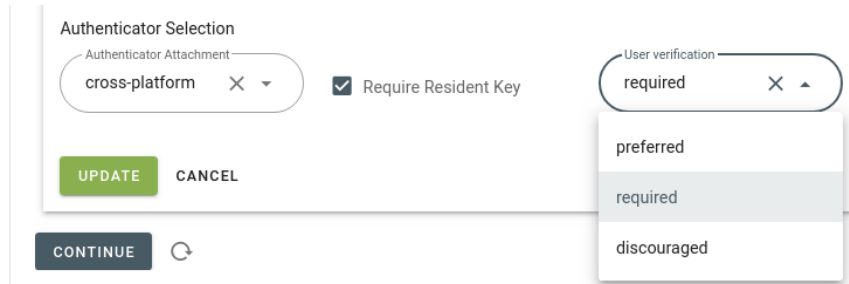 Authenticator Selection
Authenticator Attachment
cross-platform
Require Resident Key
User verification
required
preferred
required
discouraged
UPDATE CANCEL
CONTINUE